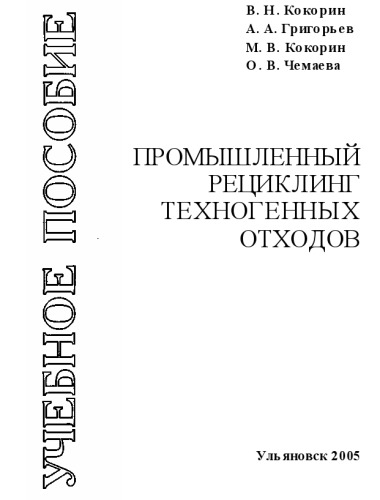 В. Н. Кокорин
А. А. Григорьев
М. В. Кокорин
О. В. Чемаева
УЧЕБНОЕ ПОСОБИЕ
ПРОМЫШЛЕННЫЙ
РЕЦИКЛИНГ
ТЕХНОГЕННЫХ
ОТХОДОВ
Ульяновск 2005